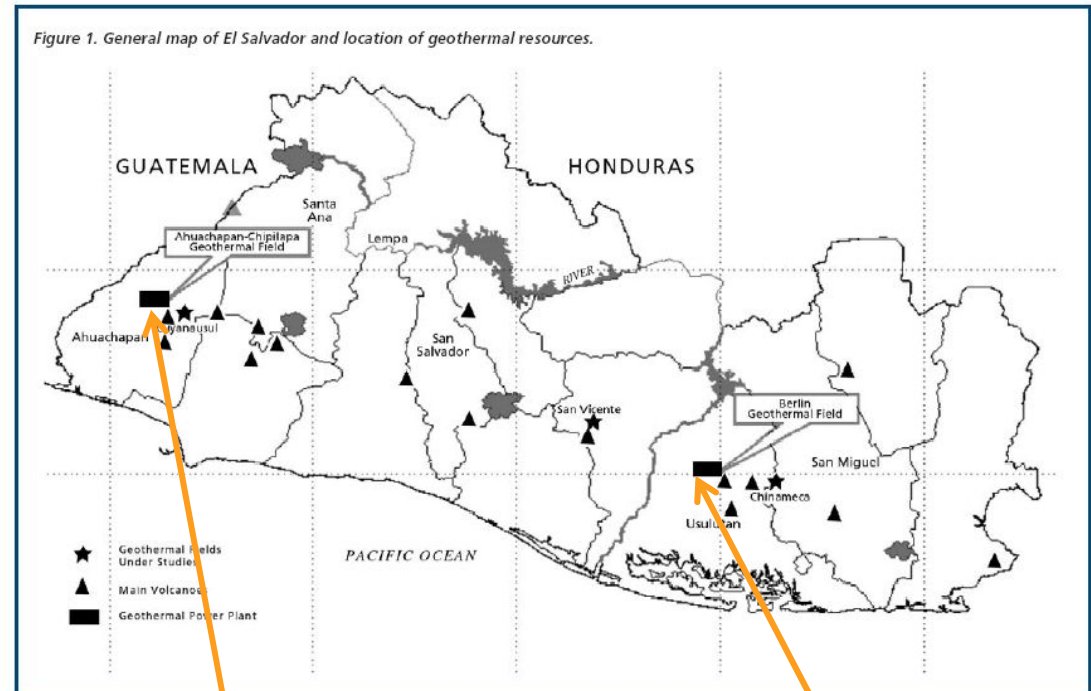 Figure 1. General map of El Salvador and location of geothermal resources.
GUATEMALA
HONDURAS
Santa
Ana
Ahuachapan-Chipilapa
Geothermal Field
Lempa
RIVER
Cuyanausul
Ahuachapan
San
Salvador
San Vicente
Berlin
Geothermal Field
San Miguel
Chinameca
Usulutan
PACIFIC OCEAN
Geothermal Fields
Under Studies
Main Volcanoes
Geothermal Power Plant